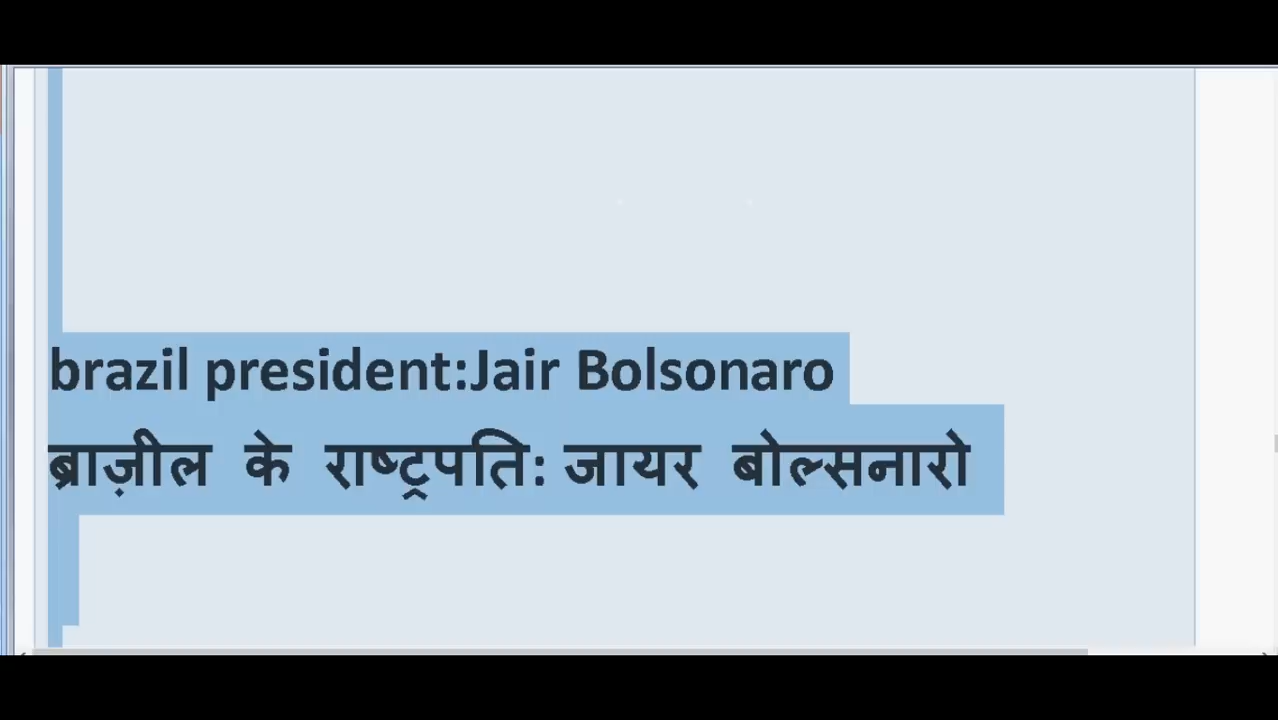 brazil president:Jair Bolsonaro
ब्राज़ील के राष्ट्रपति: जायर बोल्सनारो